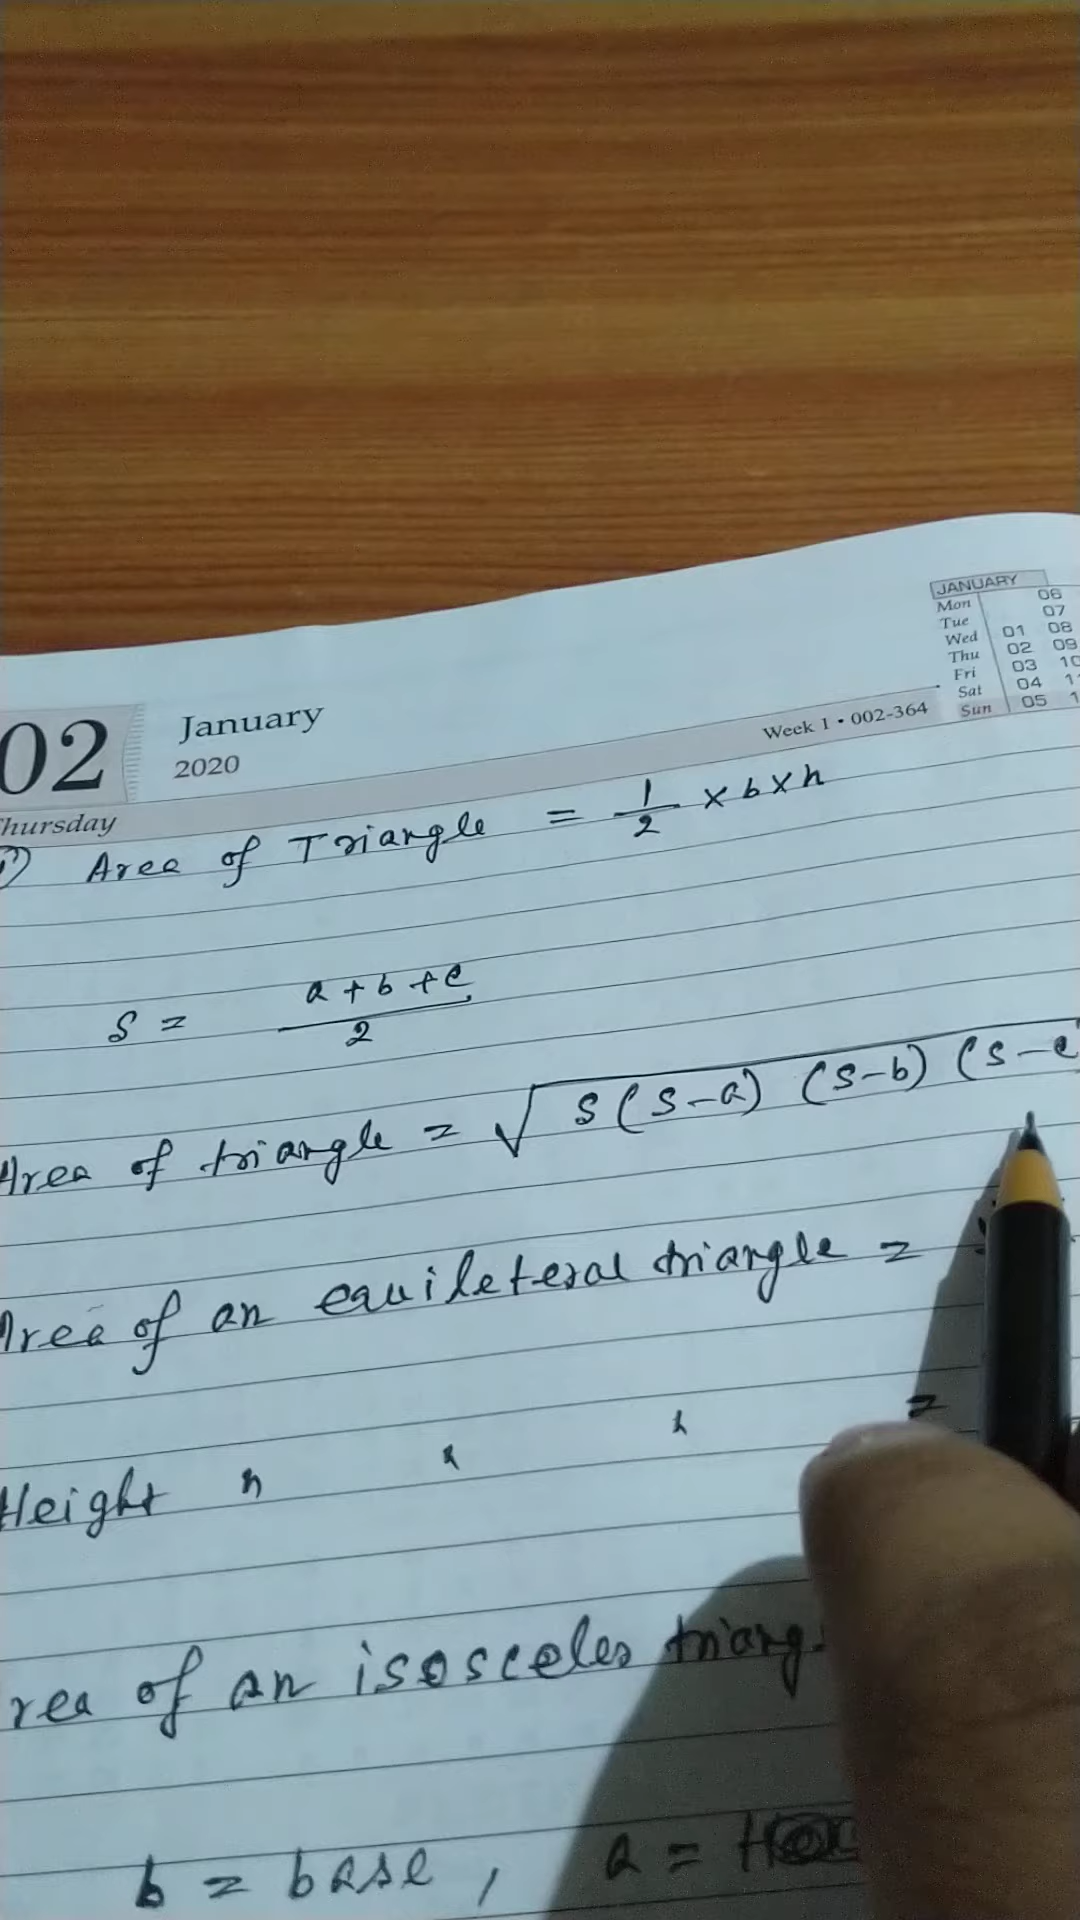 JANUARY
Mon 06
Tue 07
Wed 01 08
Thu 02 09
Fri 03 10
Sat 04
Sun 05
02 January
2020
Week 1 • 002-364
hursday
Area of Triangle = 1/2 × b × h
S = a + b + c / 2
Area of triangle = √ S (S-a) (S-b) (S-c
Area of an equileteral triangle =
Height " " " =
rea of an isosceles triang
b = base, a =